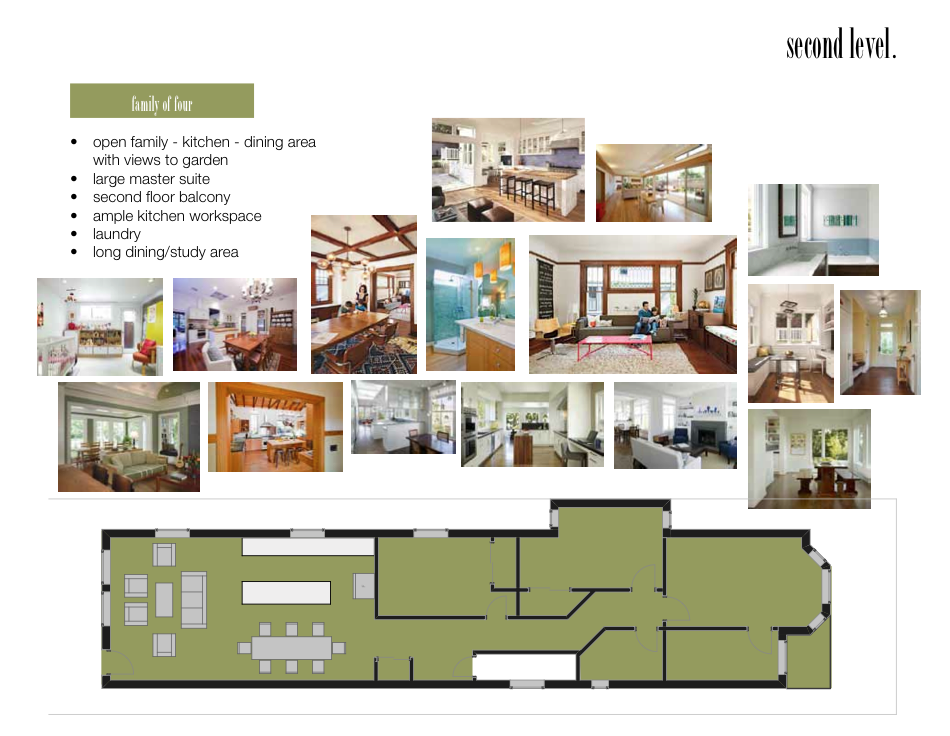 second level.
family of four
• open family - kitchen - dining area
with views to garden
• large master suite
• second floor balcony
• ample kitchen workspace
• laundry
• long dining/study area